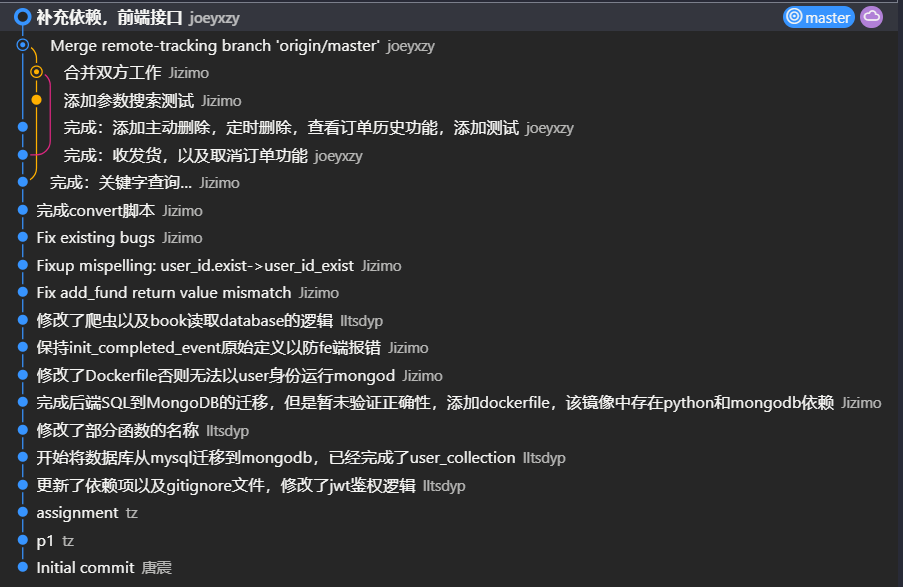 补充依赖，前端接口 joeyxzy master
Merge remote-tracking branch 'origin/master' joeyxzy
合并双方工作 Jizimo
添加参数搜索测试 Jizimo
完成：添加主动删除，定时删除，查看订单历史功能，添加测试 joeyxzy
完成：收发货，以及取消订单功能 joeyxzy
完成：关键字查询... Jizimo
完成convert脚本 Jizimo
Fix existing bugs Jizimo
Fixup mispelling: user_id.exist->user_id_exist Jizimo
Fix add_fund return value mismatch Jizimo
修改了爬虫以及book读取database的逻辑 lltsdyp
保持init_completed_event原始定义以防fe端报错 Jizimo
修改了Dockerfile否则无法以user身份运行mongod Jizimo
完成后端SQL到MongoDB的迁移，但是暂未验证正确性，添加dockerfile，该镜像中存在python和mongodb依赖 Jizimo
修改了部分函数的名称 lltsdyp
开始将数据库从mysql迁移到mongodb，已经完成了user_collection lltsdyp
更新了依赖项以及gitignore文件，修改了jwt鉴权逻辑 lltsdyp
assignment tz
p1 tz
Initial commit 唐震